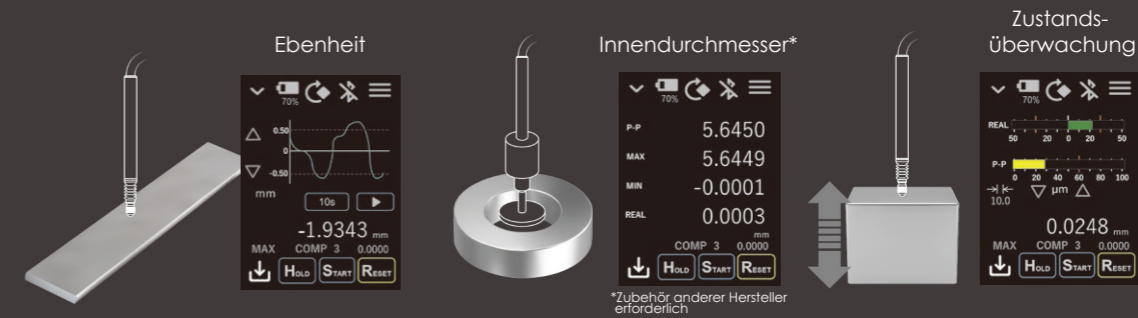 Ebenheit
70%
0.50
0
-0.50
mm
10s
-1.9343 mm
MAX COMP 3 0.0000
HOLD START RESET
Innendurchmesser*
70%
P-P 5.6450
MAX 5.6449
MIN -0.0001
REAL 0.0003
mm
COMP 3 0.0000
HOLD START RESET
*Zubehör anderer Hersteller
erforderlich
Zustands-
überwachung
70%
REAL
50 20 0 20 50
P-P
0 20 40 60 80 100
10.0 µm
0.0248 mm
MAX COMP 3 0.0000
HOLD START RESET